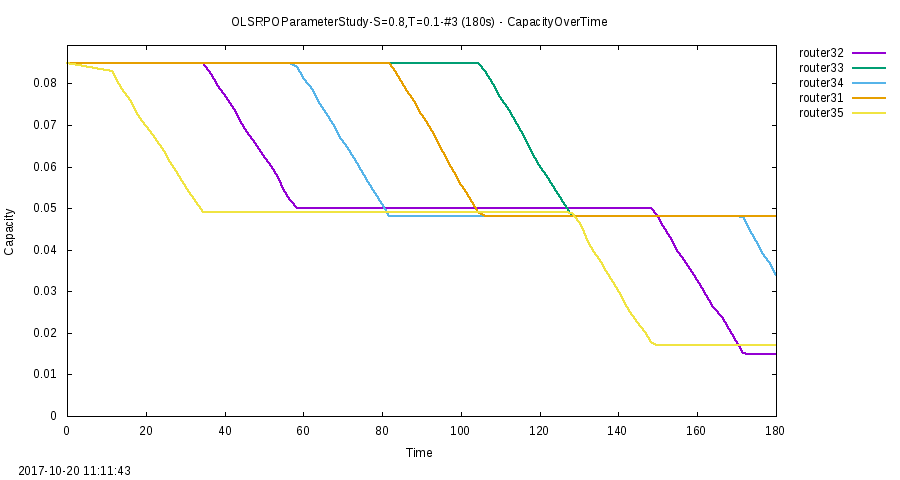 OLSRPOParameterStudy-S=0.8,T=0.1-#3 (180s) - CapacityOverTime
router32
router33
router34
router31
router35
0.08
0.07
0.06
0.05
0.04
0.03
0.02
0.01
0
Capacity
0 20 40 60 80 100 120 140 160 180
Time
2017-10-20 11:11:43